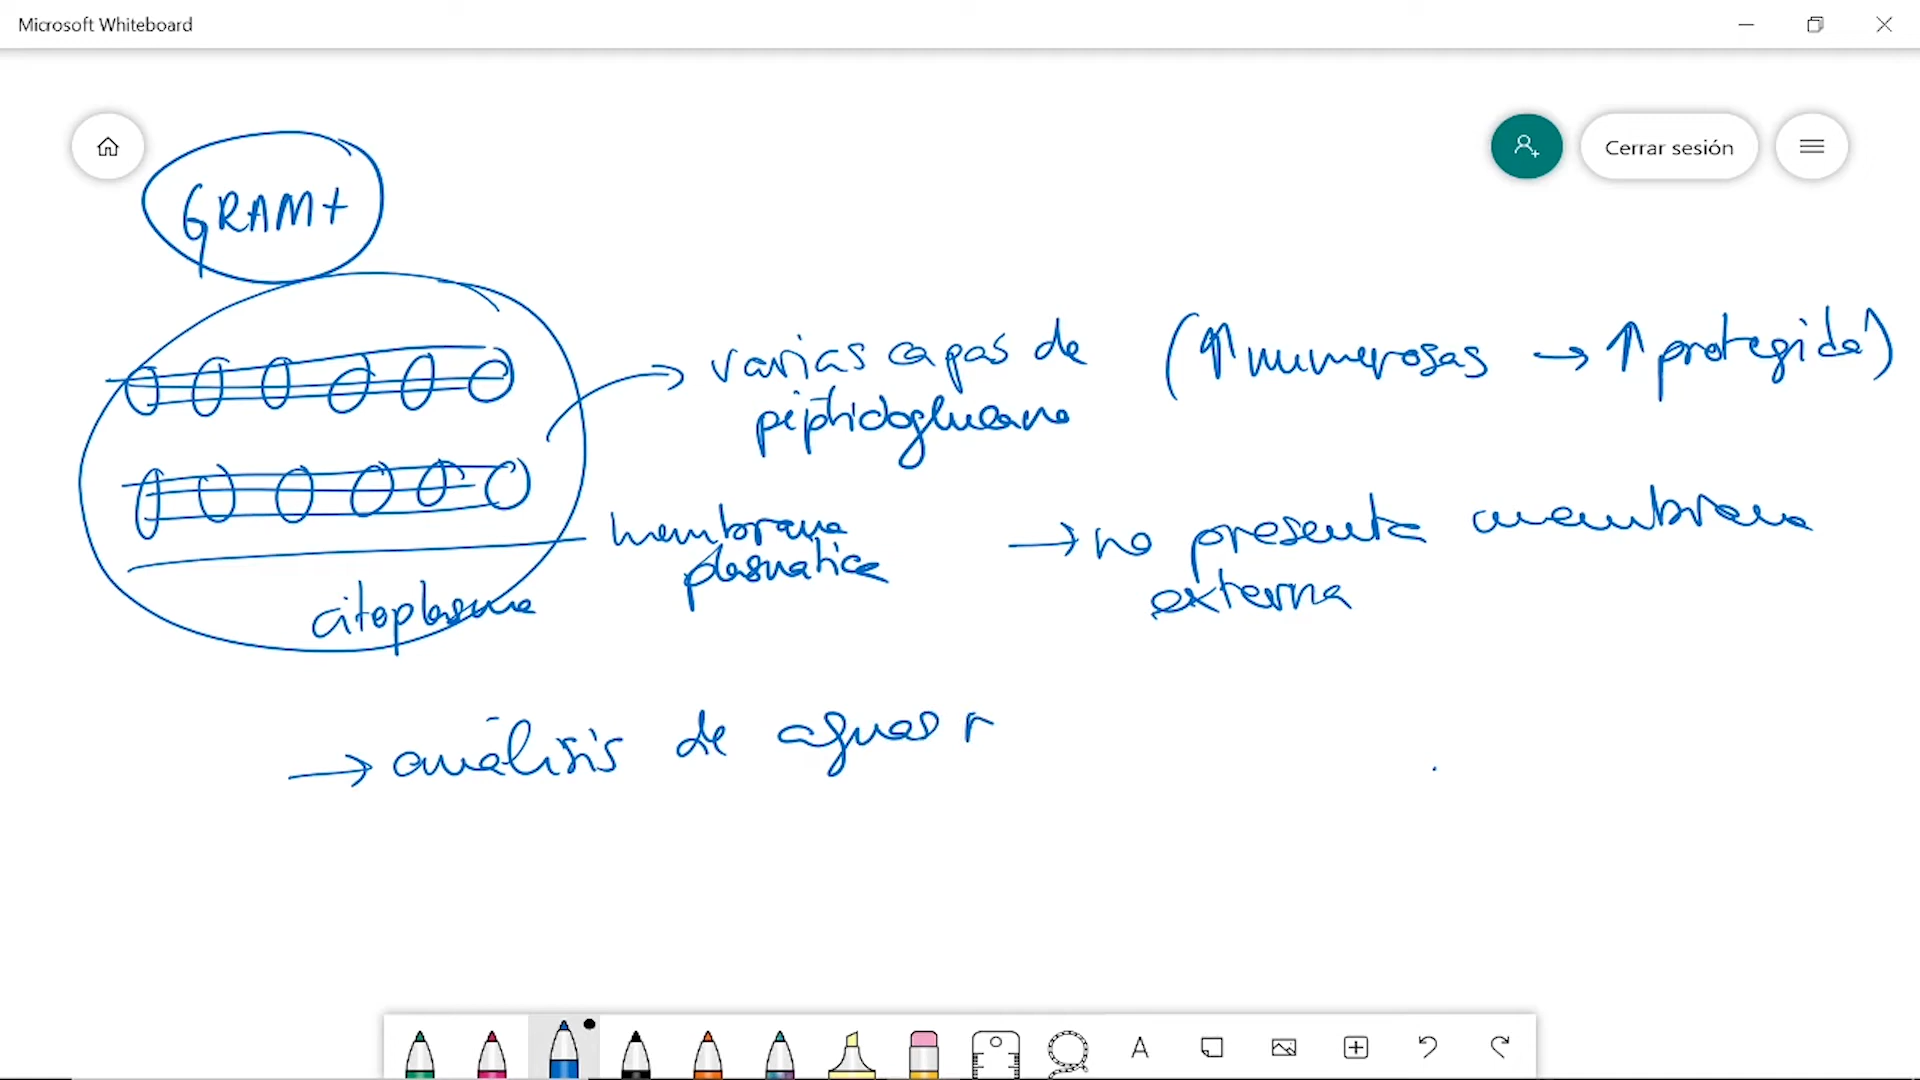 Microsoft Whiteboard
Cerrar sesión
GRAM+
varias capas de
peptidoglucano
(↑ numerosas → ↑ protegida)
membrana
plasmática
→ no presenta membrana
externa
citoplasma
→ análisis de aguas r
A